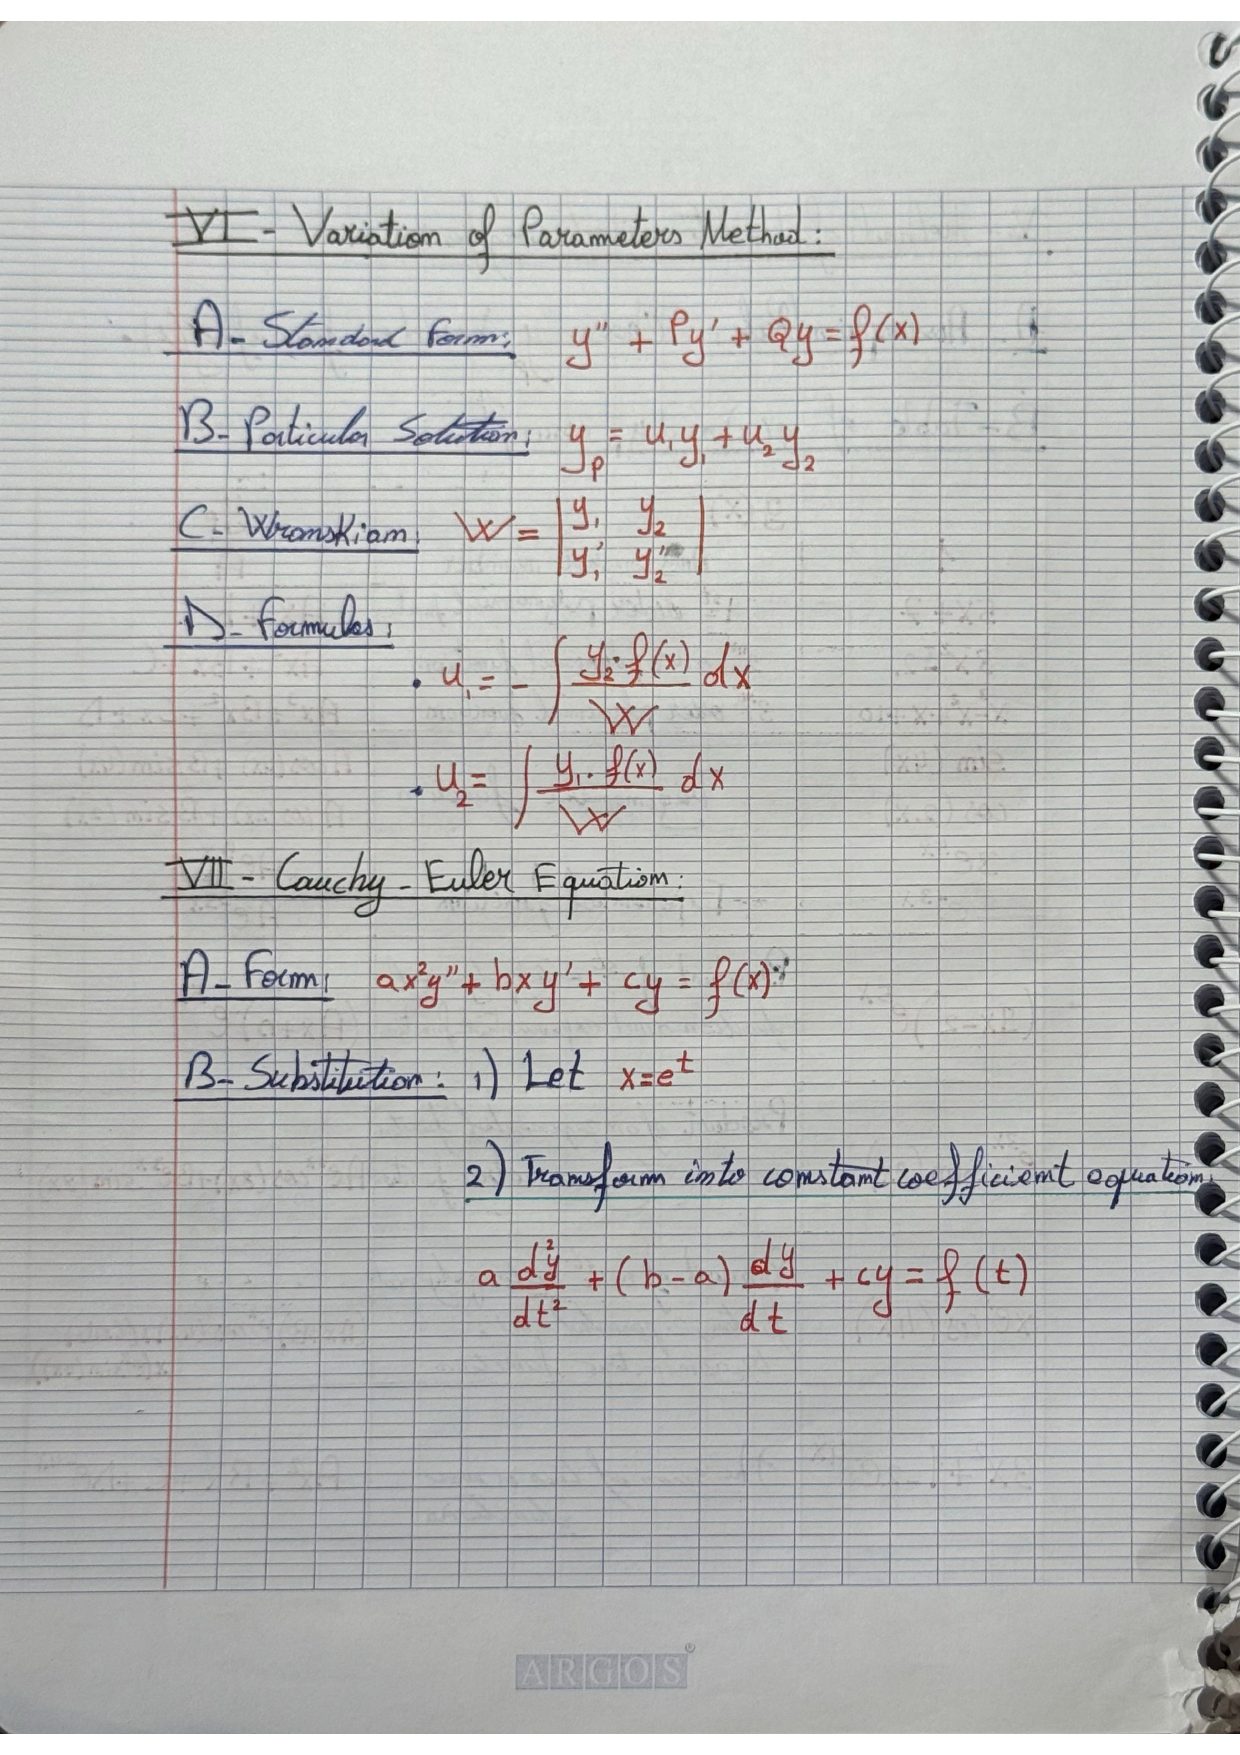 VI - Variation of Parameters Method:
A- Standard Form: y'' + Py' + Qy = f(x)
B- Particular Solution: y_p = u₁y₁ + u₂y₂
C- Wronskian: W = | y₁ y₂ |
| y₁' y₂' |
D- Formulas:
• u₁ = - ∫ (y₂ · f(x)) / W dx
• u₂ = ∫ (y₁ · f(x)) / W dx
VII - Cauchy - Euler Equation:
A- Form: ax²y'' + bxy' + cy = f(x)
B- Substitution: 1) Let x = e^t
2) Transform into constant coefficient equation:
a d²y/dt² + (b - a) dy/dt + cy = f(t)
ARGOS®